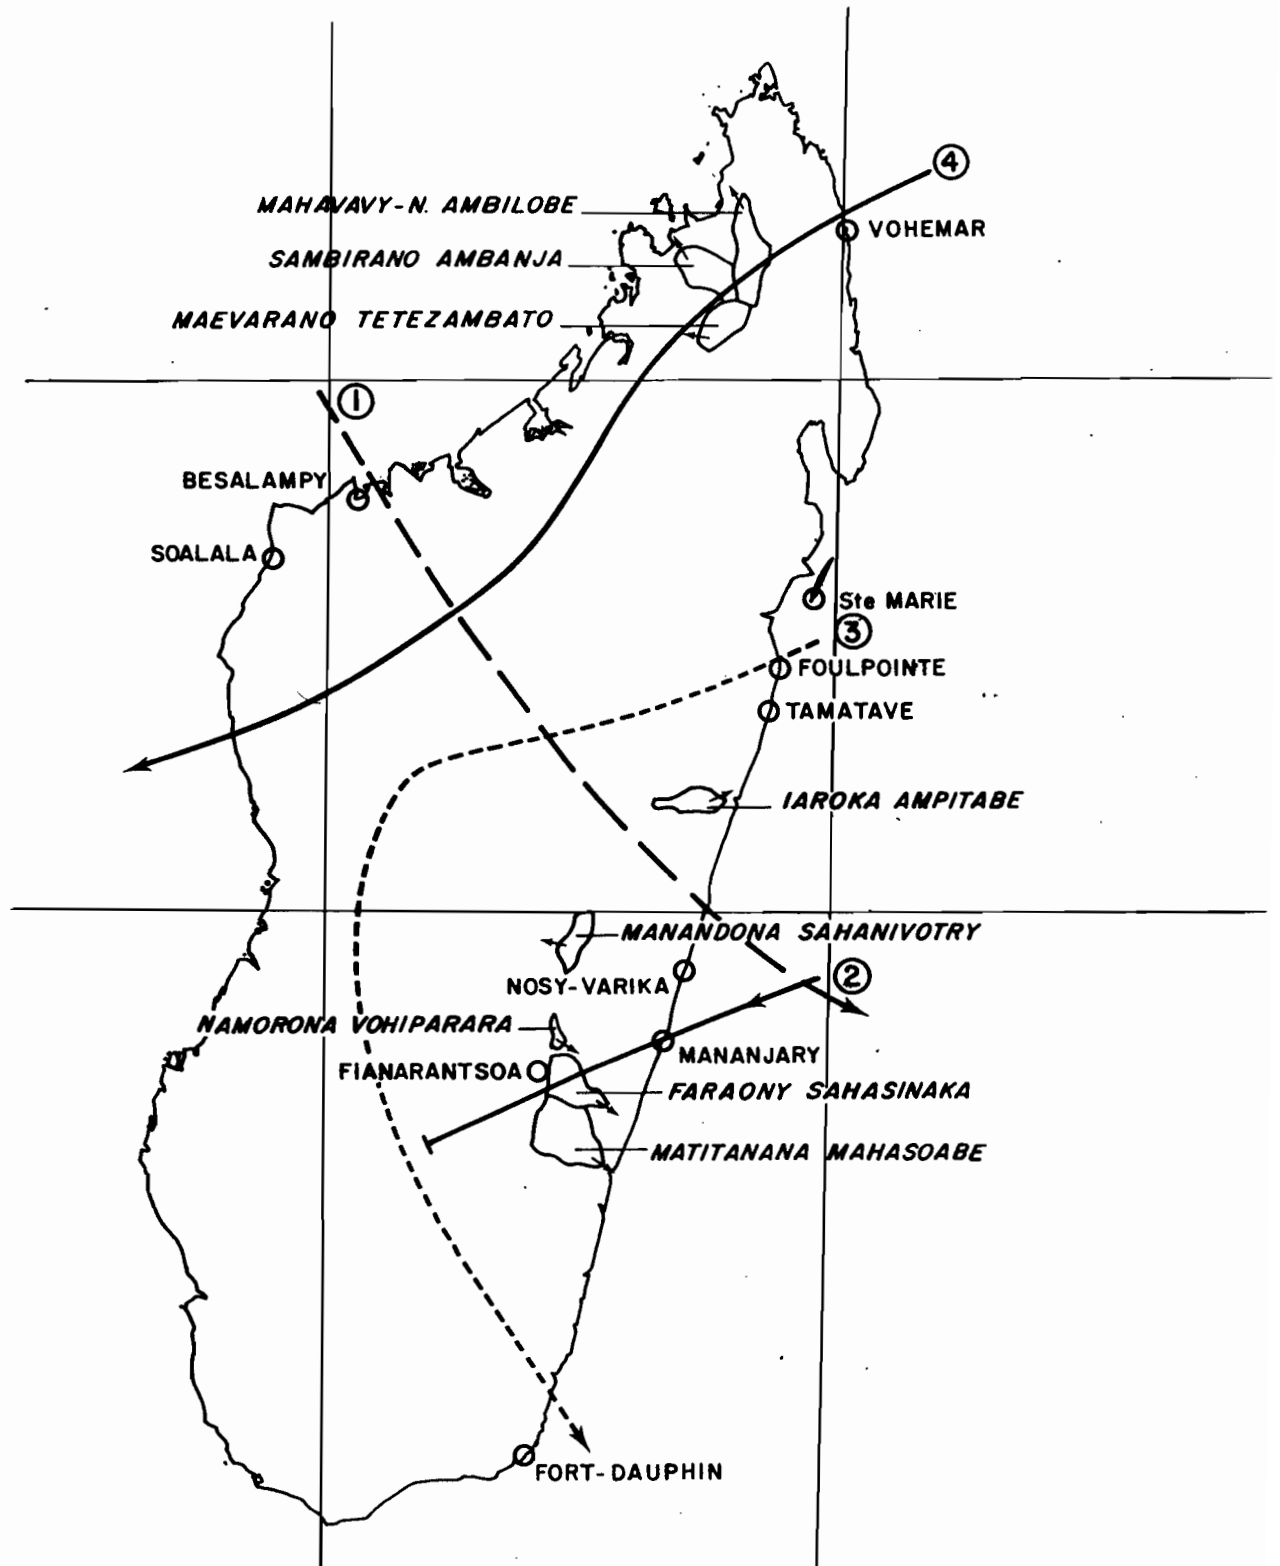 ④
MAHAVAVY-N. AMBILOBE
VOHEMAR
SAMBIRANO AMBANJA
MAEVARANO TETEZAMBATO
①
BESALAMPY
SOALALA
Ste MARIE
③
FOULPOINTE
TAMATAVE
IAROKA AMPITABE
MANANDONA SAHANIVOTRY
②
NOSY-VARIKA
NAMORONA VOHIPARARA
MANANJARY
FIANARANTSOA
FARAONY SAHASINAKA
MATITANANA MAHASOABE
FORT-DAUPHIN